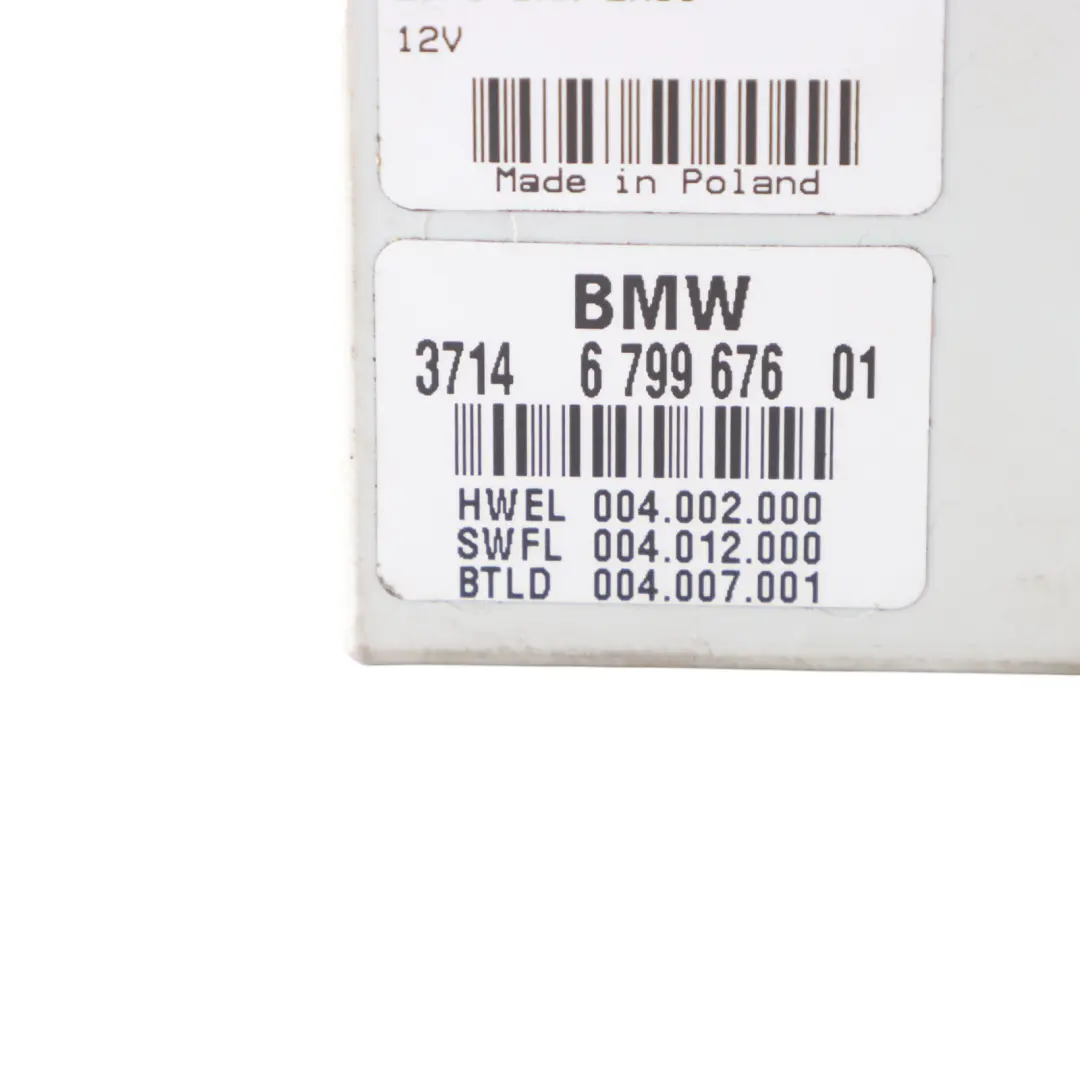 12V
Made in Poland
BMW
3714 6 799 676 01
HWEL 004.002.000
SWFL 004.012.000
BTLD 004.007.001